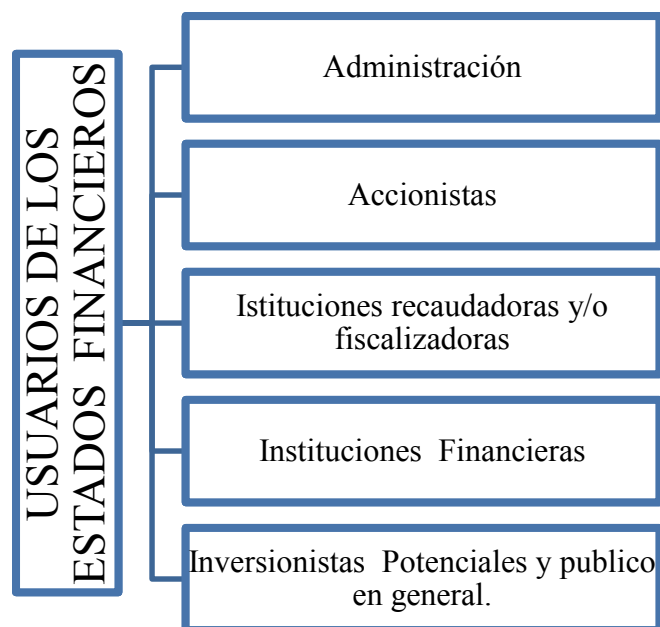 USUARIOS DE LOS
ESTADOS FINANCIEROS
Administración
Accionistas
Istituciones recaudadoras y/o
fiscalizadoras
Instituciones Financieras
Inversionistas Potenciales y publico
en general.